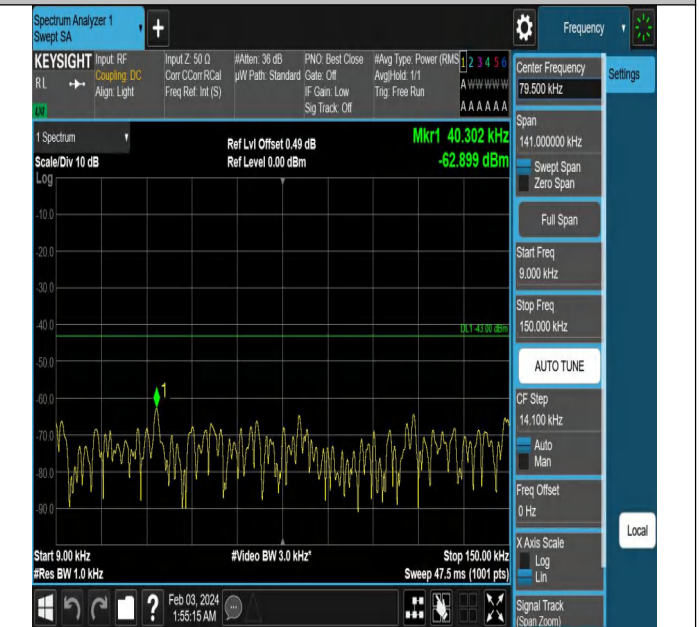 Spectrum Analyzer 1
Swept SA
+
Frequency
KEYSIGHT
RL
Input: RF
Coupling: DC
Align: Light
Input Z: 50 Ω
Corr CCorr RCal
Freq Ref: Int (S)
#Atten: 36 dB
µW Path: Standard
PNO: Best Close
Gate: Off
IF Gain: Low
Sig Track: Off
#Avg Type: Power (RMS
Avg|Hold: 1/1
Trig: Free Run
1 2 3 4 5 6
A W W W W W
A A A A A A
1 Spectrum
Scale/Div 10 dB
Log
Ref Lvl Offset 0.49 dB
Ref Level 0.00 dBm
Mkr1 40.302 kHz
-62.899 dBm
-10.0
-20.0
-30.0
-40.0
DL1 -43.00 dBm
-50.0
-60.0
1
-70.0
-80.0
-90.0
Start 9.00 kHz
#Res BW 1.0 kHz
#Video BW 3.0 kHz*
Stop 150.00 kHz
Sweep 47.5 ms (1001 pts)
?
Feb 03, 2024
1:55:15 AM
Center Frequency
79.500 kHz
Settings
Span
141.000000 kHz
Swept Span
Zero Span
Full Span
Start Freq
9.000 kHz
Stop Freq
150.000 kHz
AUTO TUNE
CF Step
14.100 kHz
Auto
Man
Freq Offset
0 Hz
X Axis Scale
Log
Lin
Local
Signal Track
(Span Zoom)